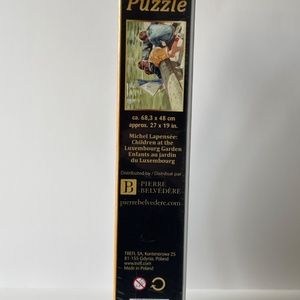 Puzzle
ca. 68,3 x 48 cm
approx. 27 x 19 in.
Michel Lapensée:
Children at the
Luxembourg Garden
Enfants au jardin
du Luxembourg
Distributed by / Distribué par
B
PIERRE
BELVÉDÈRE
pierrebelvedere.com
TREFL SA, Kontenerowa 25
81-155 Gdynia, Poland
www.trefl.com
Made in Poland